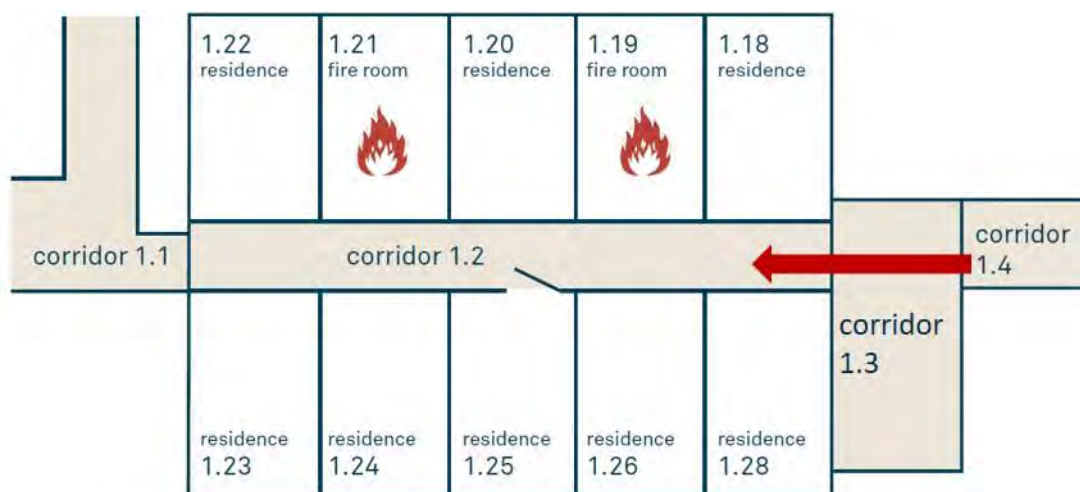 1.22
residence
1.21
fire room
1.20
residence
1.19
fire room
1.18
residence
corridor 1.1
corridor 1.2
corridor
1.4
corridor
1.3
residence
1.23
residence
1.24
residence
1.25
residence
1.26
residence
1.28